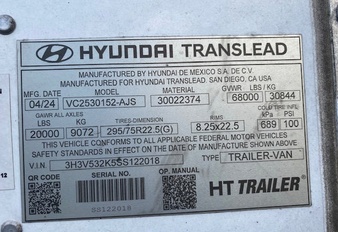 HYUNDAI TRANSLEAD
MANUFACTURED BY HYUNDAI DE MEXICO S.A. DE C.V.
MANUFACTURED FOR HYUNDAI TRANSLEAD. SAN DIEGO, CA. USA
MFG. DATE MODEL MATERIAL GVWR LBS / KG
04/24 VC2530152-AJS 30022374 68000 30844
GAWR ALL AXLES LBS KG TIRES-DIMENSION RIMS COLD TIRE INFL kPa PSI
20000 9072 295/75R22.5(G) 8.25x22.5 689 100
THIS VEHICLE CONFORMS TO ALL APPLICABLE FEDERAL MOTOR VEHICLES
SAFETY STANDARDS IN EFFECT ON THE DATE OF MANUFACTURE SHOWN ABOVE.
V.I.N. 3H3V532K5SS122018 TYPE TRAILER-VAN
QR CODE SERIAL NUMBER OP. MANUAL
HT TRAILER
SS122018
12